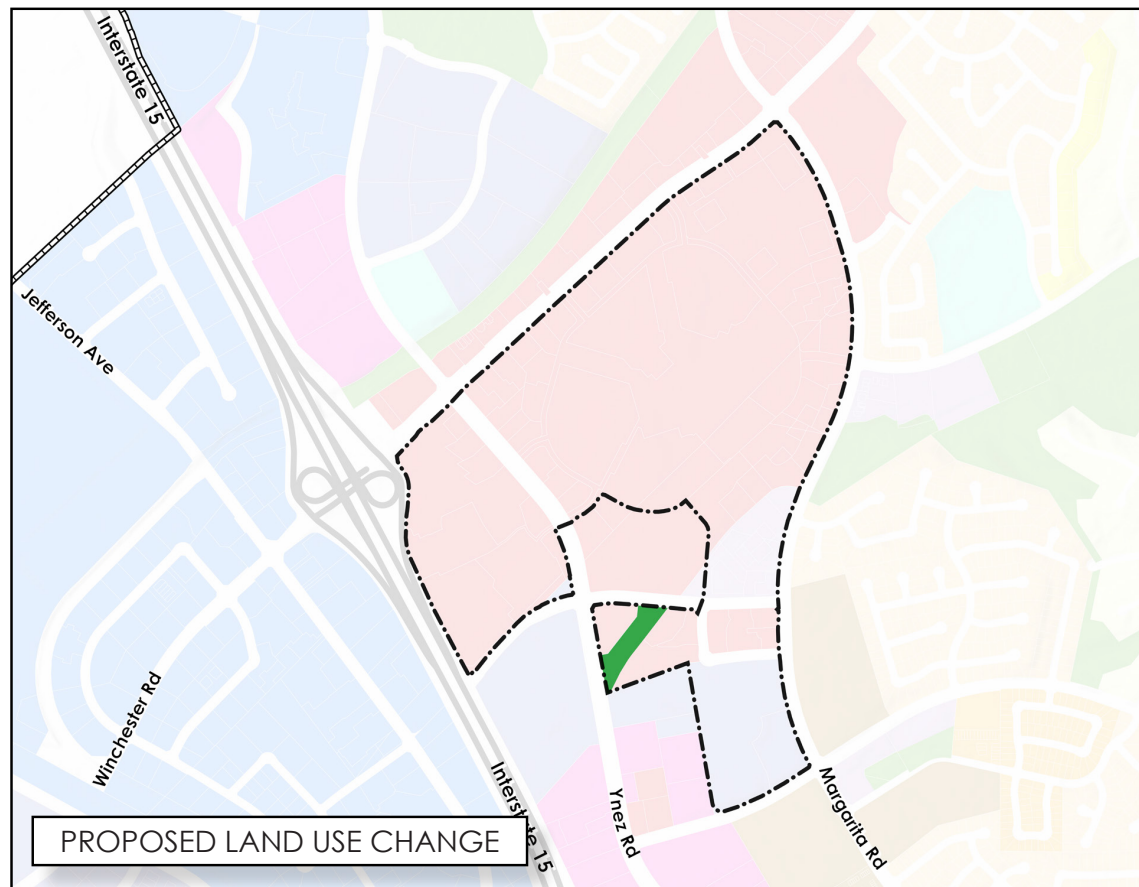 Interstate 15
Jefferson Ave
Winchester Rd
Interstate 15
Ynez Rd
Margarita Rd
PROPOSED LAND USE CHANGE